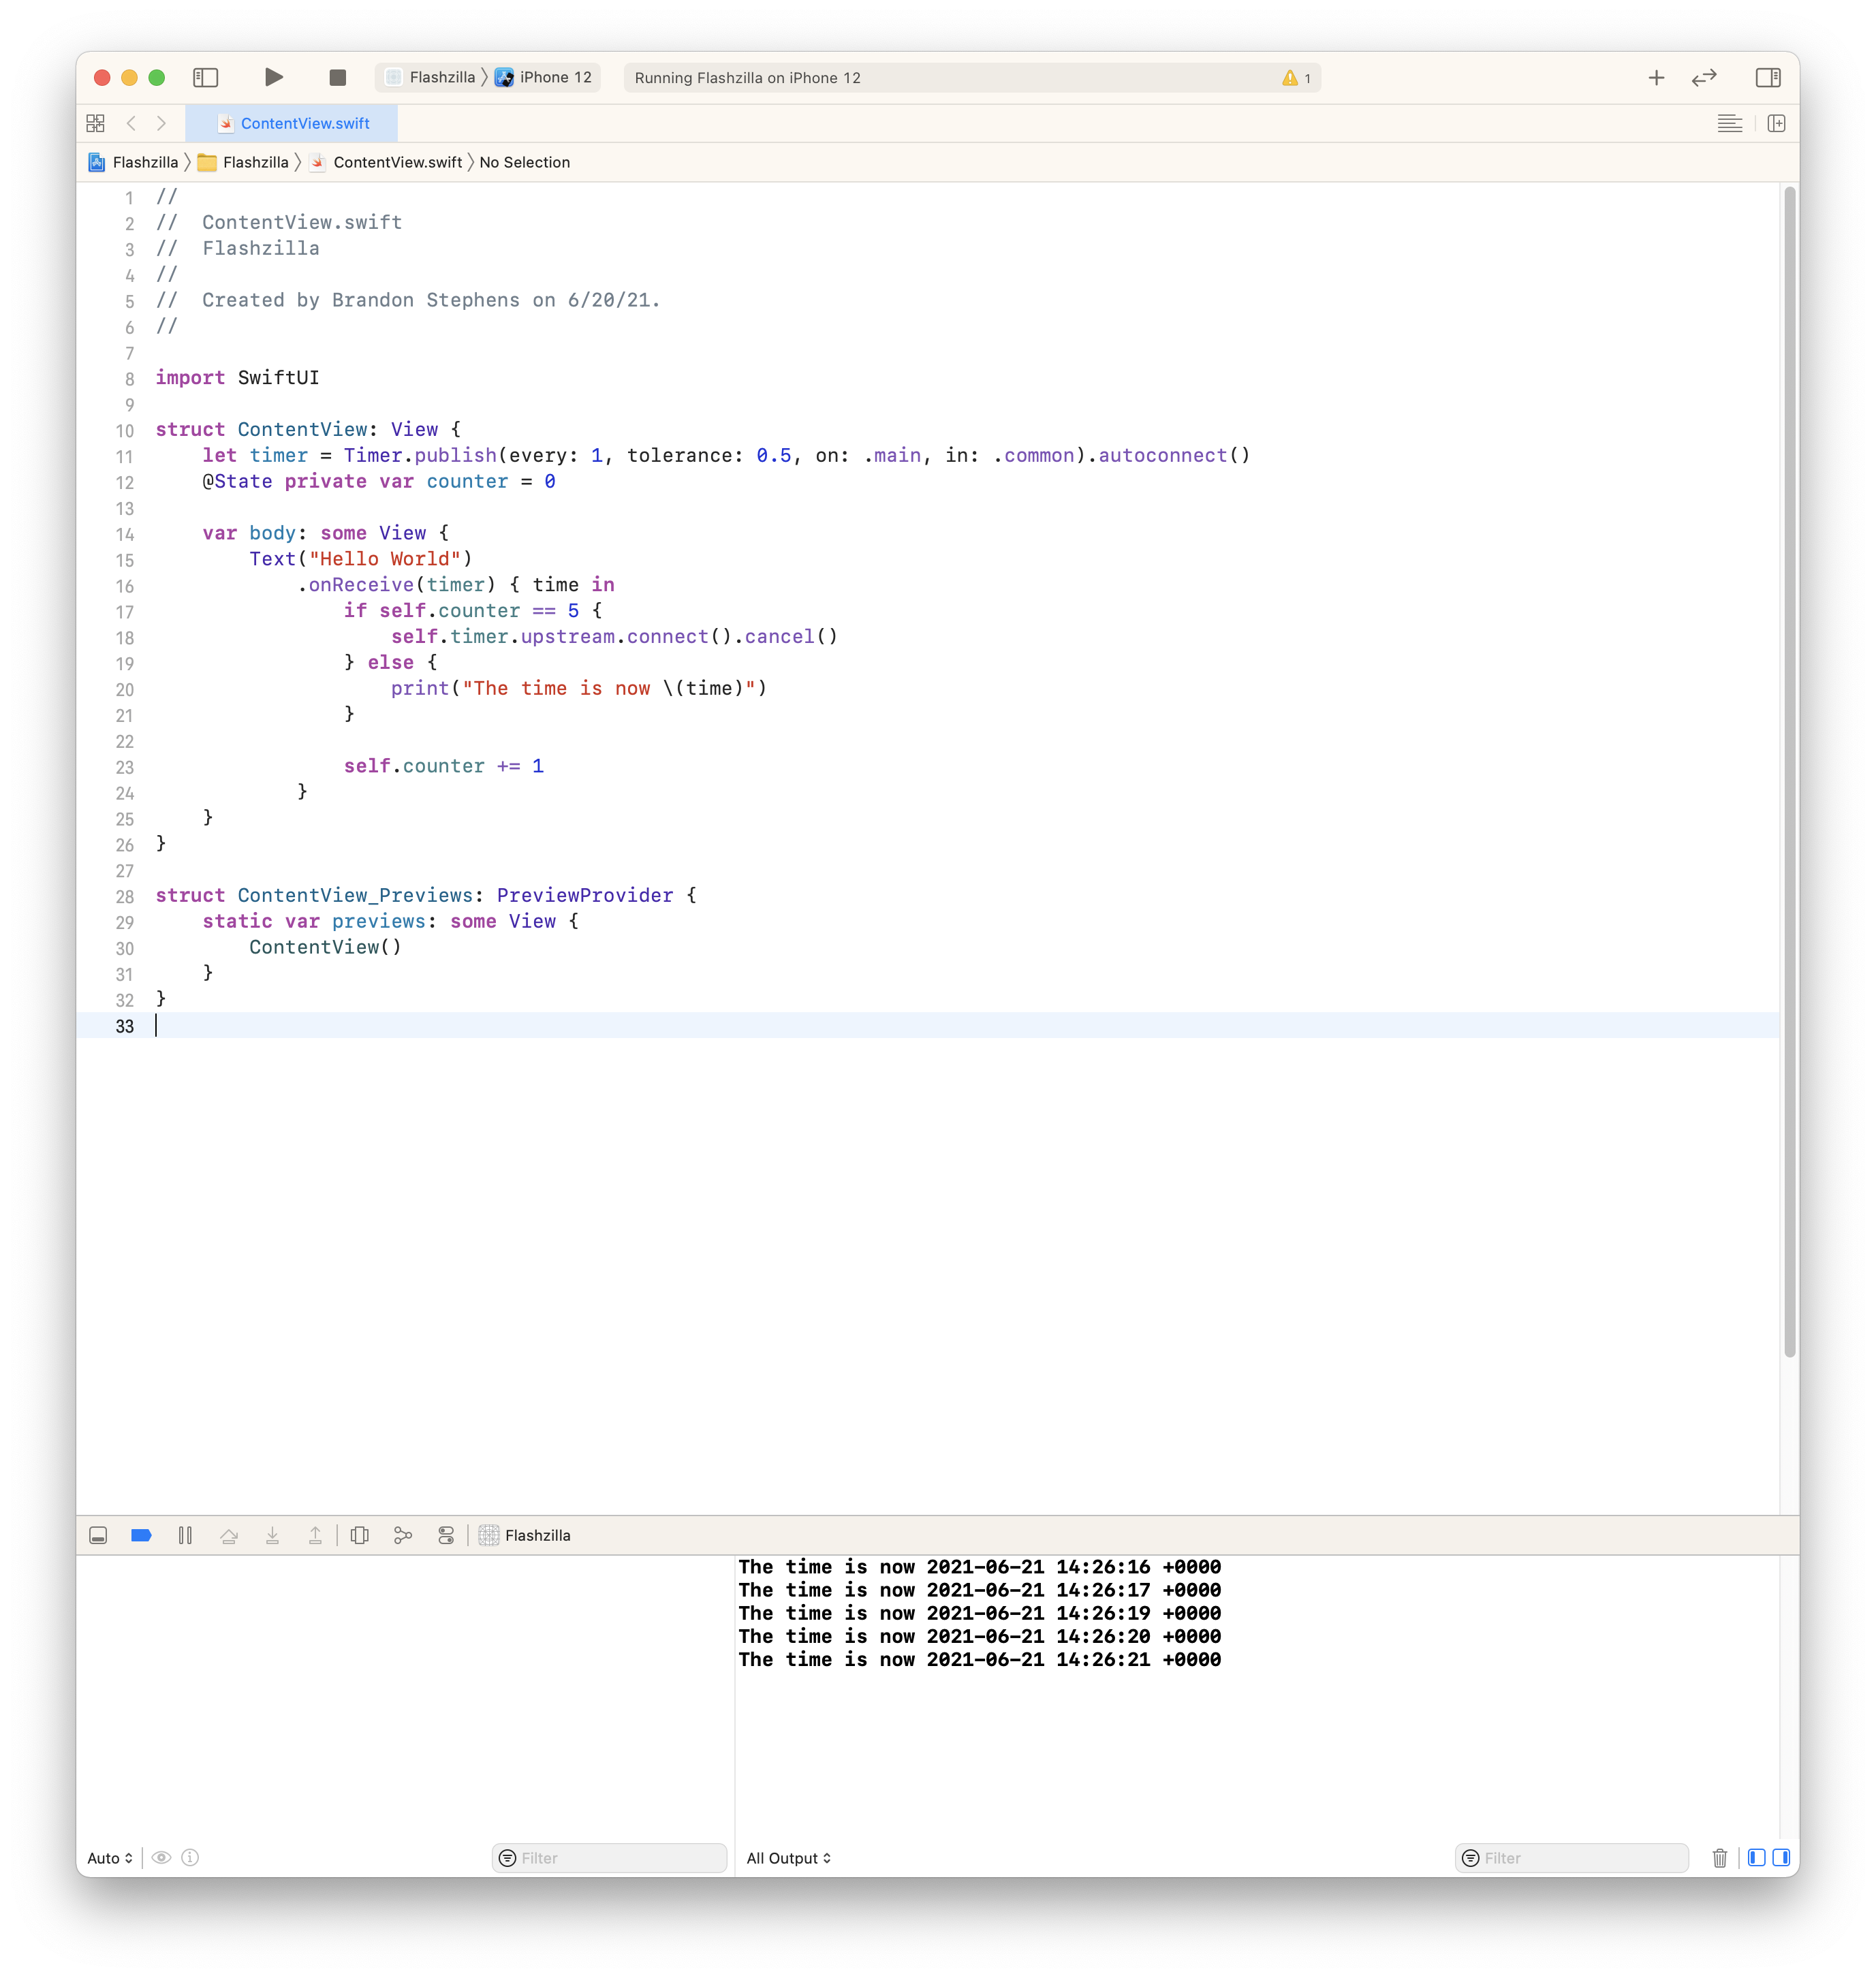 Flashzilla 〉 iPhone 12
Running Flashzilla on iPhone 12
1
ContentView.swift
Flashzilla 〉 Flashzilla 〉 ContentView.swift 〉 No Selection
1 //
2 //  ContentView.swift
3 //  Flashzilla
4 //
5 //  Created by Brandon Stephens on 6/20/21.
6 //
7
8 import SwiftUI
9
10 struct ContentView: View {
11     let timer = Timer.publish(every: 1, tolerance: 0.5, on: .main, in: .common).autoconnect()
12     @State private var counter = 0
13
14     var body: some View {
15         Text("Hello World")
16             .onReceive(timer) { time in
17                 if self.counter == 5 {
18                     self.timer.upstream.connect().cancel()
19                 } else {
20                     print("The time is now \(time)")
21                 }
22
23                 self.counter += 1
24             }
25     }
26 }
27
28 struct ContentView_Previews: PreviewProvider {
29     static var previews: some View {
30         ContentView()
31     }
32 }
33
Flashzilla
The time is now 2021-06-21 14:26:16 +0000
The time is now 2021-06-21 14:26:17 +0000
The time is now 2021-06-21 14:26:19 +0000
The time is now 2021-06-21 14:26:20 +0000
The time is now 2021-06-21 14:26:21 +0000
Auto
Filter
All Output
Filter